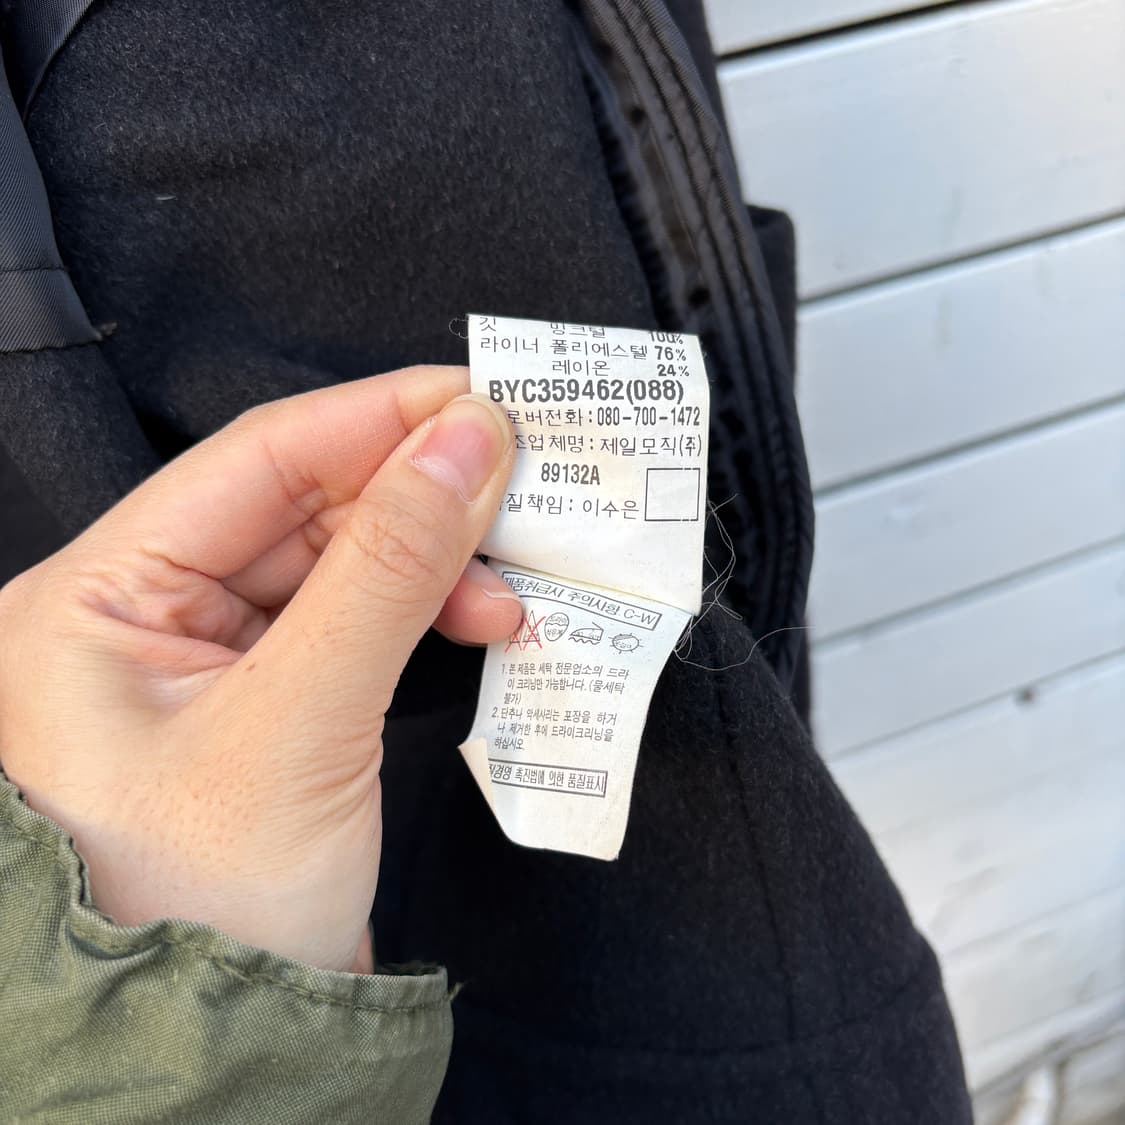 깃 밍크털 100%
라이너 폴리에스텔 76%
레이온 24%
BYC359462(088)
로버전화 : 080-700-1472
조업체명 : 제일모직(주)
89132A
질책임 : 이수은
제품취급시 주의사항 C-W
드라이
1. 본 제품은 세탁 전문업소의 드라
이 크리닝만 가능합니다. (물세탁
불가)
2. 단추나 악세사리는 포장을 하거
나 제거한 후에 드라이크리닝을
하십시오.
질경영 촉진법에 의한 품질표시